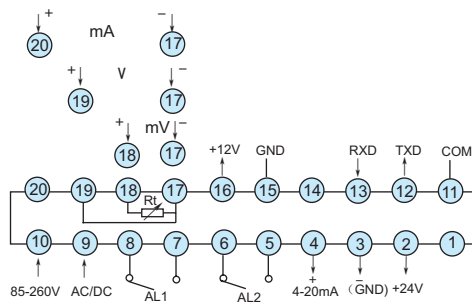 + mA −
20 17
+ V −
19 17
+ mV −
18 17
+12V GND RXD TXD COM
20 19 18 17 16 15 14 13 12 11
Rt
10 9 8 7 6 5 4 3 2 1
85-260V AC/DC AL1 AL2 + 4-20mA − (GND) +24V